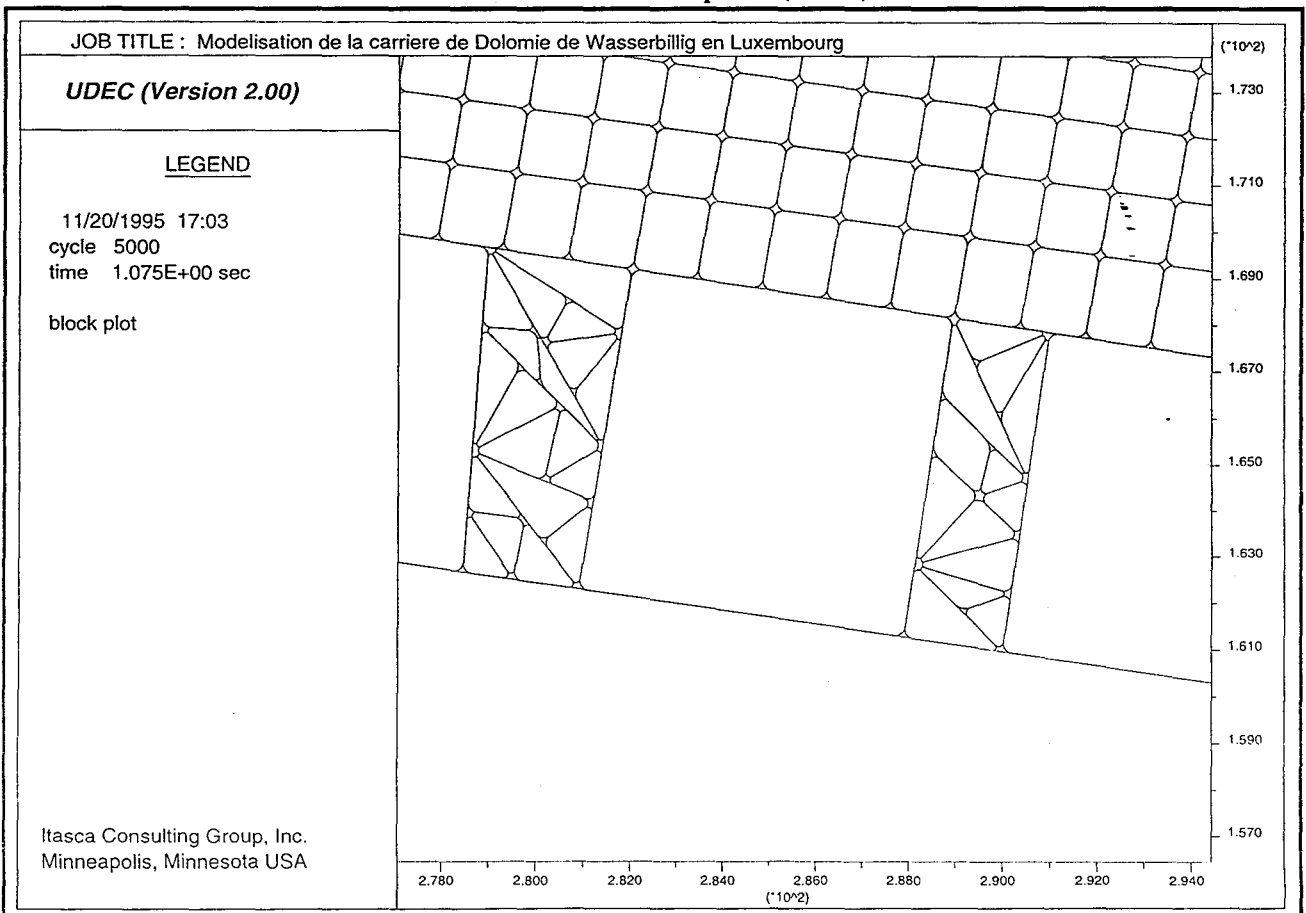 JOB TITLE : Modelisation de la carriere de Dolomie de Wasserbillig en Luxembourg
(*10^2)
UDEC (Version 2.00)
LEGEND
11/20/1995 17:03
cycle 5000
time 1.075E+00 sec
block plot
1.730
1.710
1.690
1.670
1.650
1.630
1.610
1.590
1.570
Itasca Consulting Group, Inc.
Minneapolis, Minnesota USA
2.780 2.800 2.820 2.840 2.860 2.880 2.900 2.920 2.940
(*10^2)